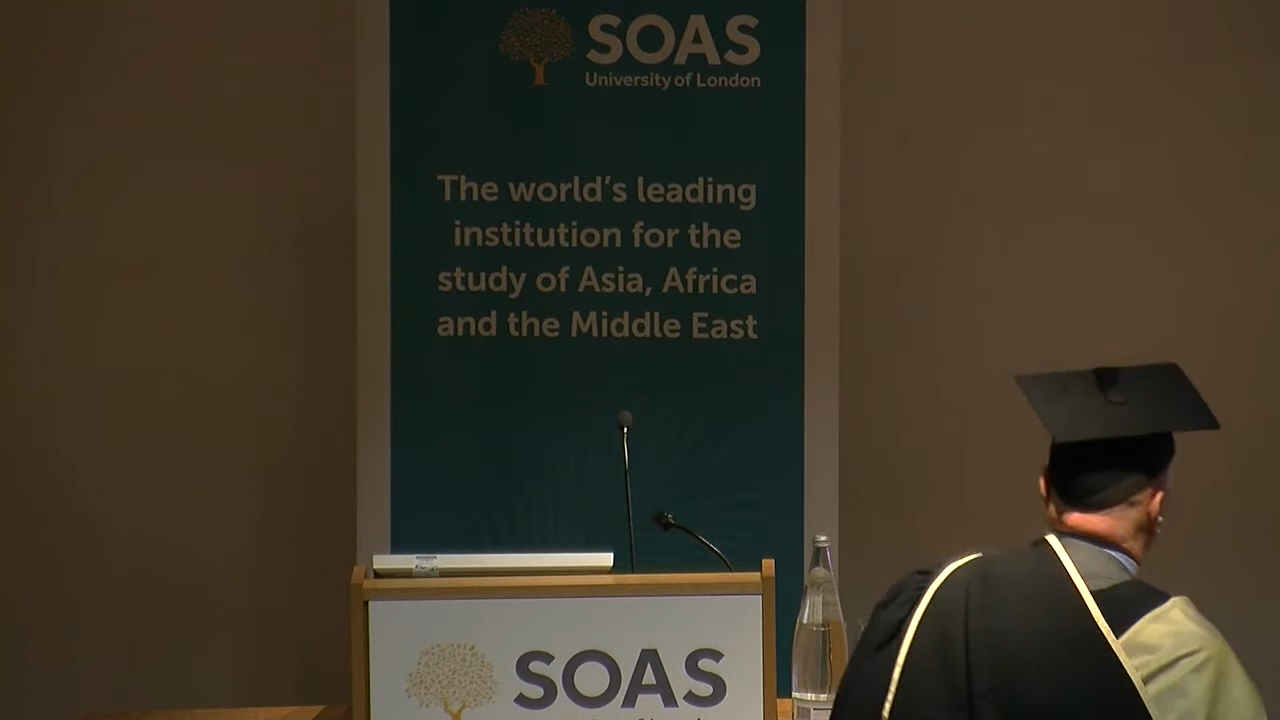 SOAS
University of London
The world's leading
institution for the
study of Asia, Africa
and the Middle East
SOAS